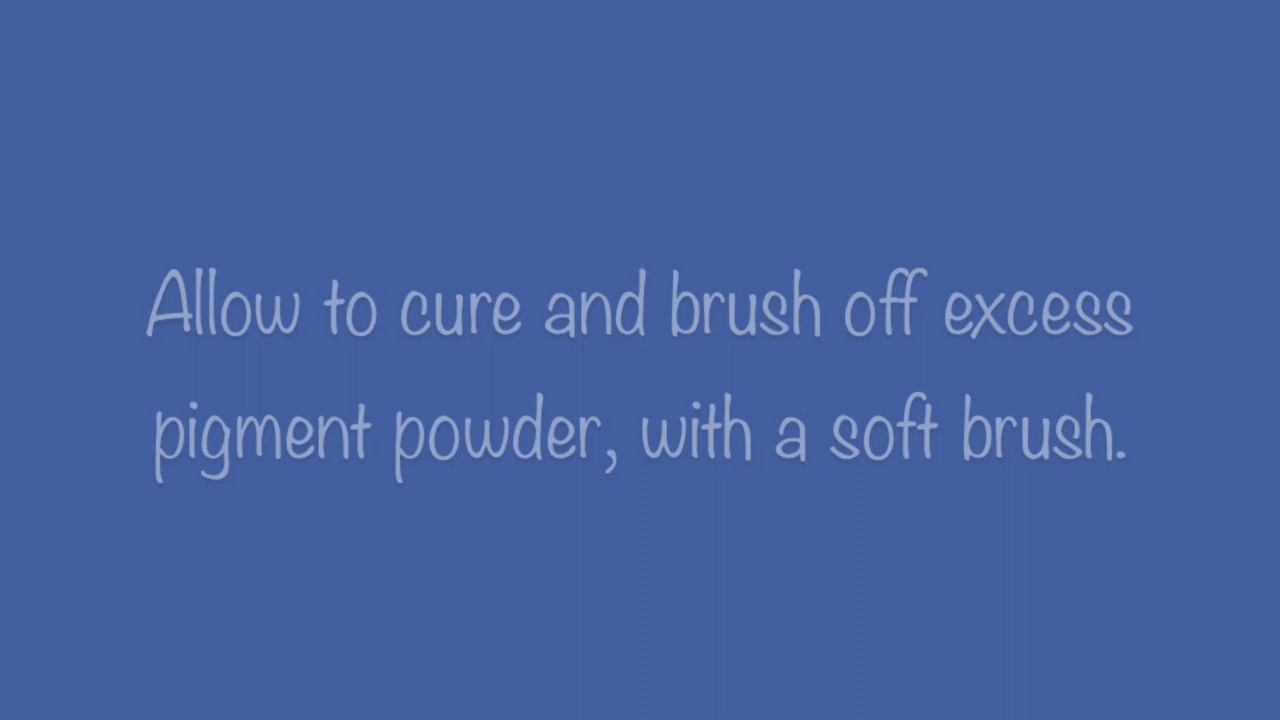 Allow to cure and brush off excess
pigment powder, with a soft brush.